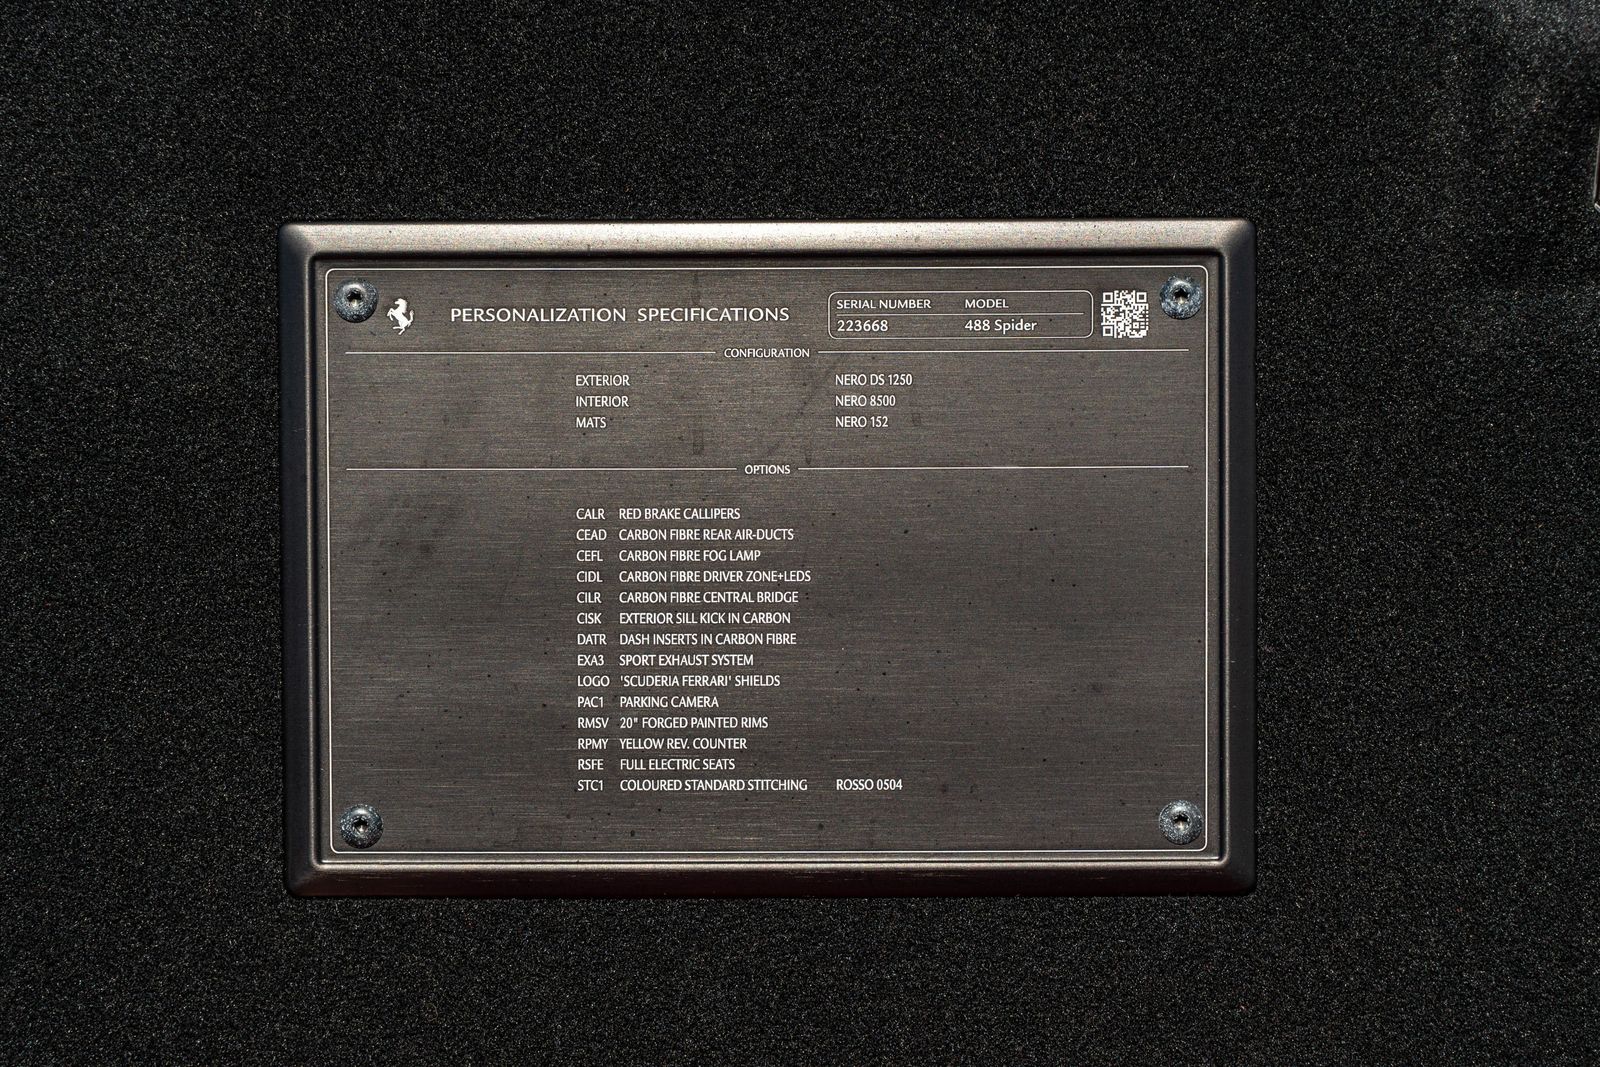 PERSONALIZATION SPECIFICATIONS
SERIAL NUMBER MODEL
223668 488 Spider
CONFIGURATION
EXTERIOR NERO DS 1250
INTERIOR NERO 8500
MATS NERO 152
OPTIONS
CALR RED BRAKE CALLIPERS
CEAD CARBON FIBRE REAR AIR-DUCTS
CEFL CARBON FIBRE FOG LAMP
CIDL CARBON FIBRE DRIVER ZONE+LEDS
CILR CARBON FIBRE CENTRAL BRIDGE
CISK EXTERIOR SILL KICK IN CARBON
DATR DASH INSERTS IN CARBON FIBRE
EXA3 SPORT EXHAUST SYSTEM
LOGO 'SCUDERIA FERRARI' SHIELDS
PAC1 PARKING CAMERA
RMSV 20" FORGED PAINTED RIMS
RPMY YELLOW REV. COUNTER
RSFE FULL ELECTRIC SEATS
STC1 COLOURED STANDARD STITCHING ROSSO 0504